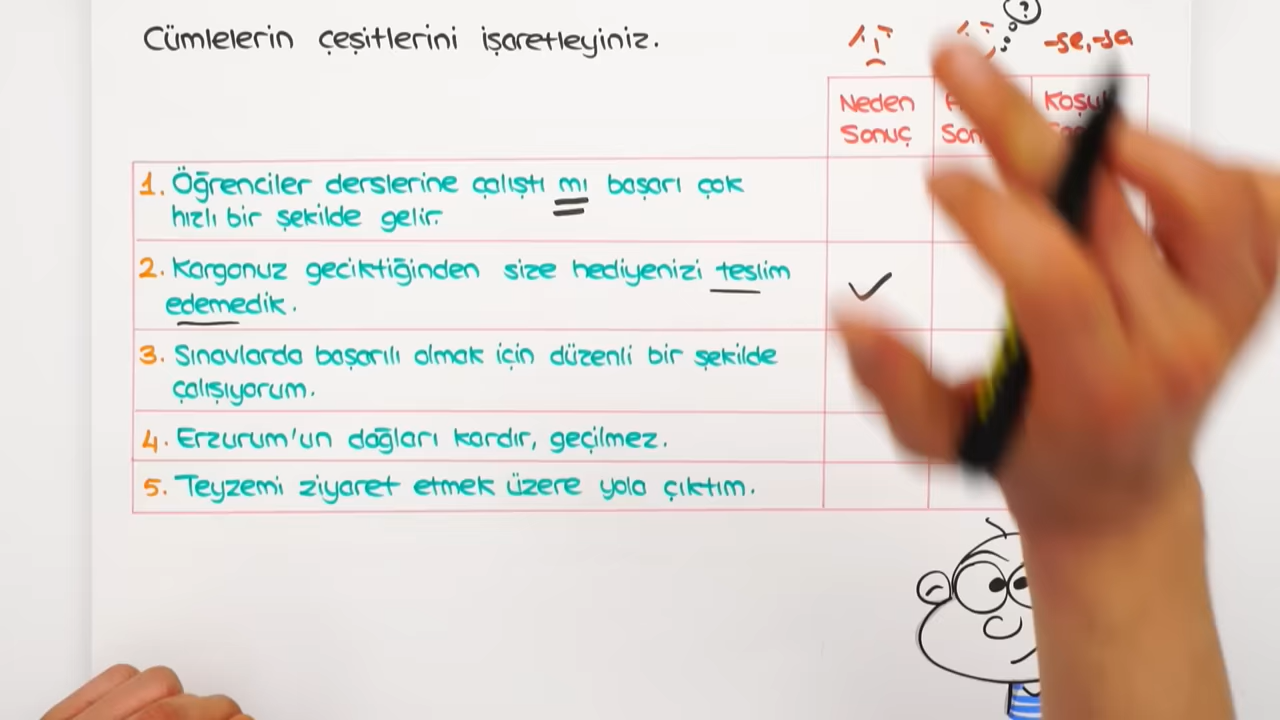 Cümlelerin çeşitlerini işaretleyiniz.
?
-se,-sa
Neden
Sonuç
1. Öğrenciler derslerine çalıştı mı başarı çok
hızlı bir şekilde gelir.
2. Kargonuz geciktiğinden size hediyenizi teslim
edemedik.
3. Sınavlarda başarılı olmak için düzenli bir şekilde
çalışıyorum.
4. Erzurum'un dağları kardır, geçilmez.
5. Teyzemi ziyaret etmek üzere yola çıktım.